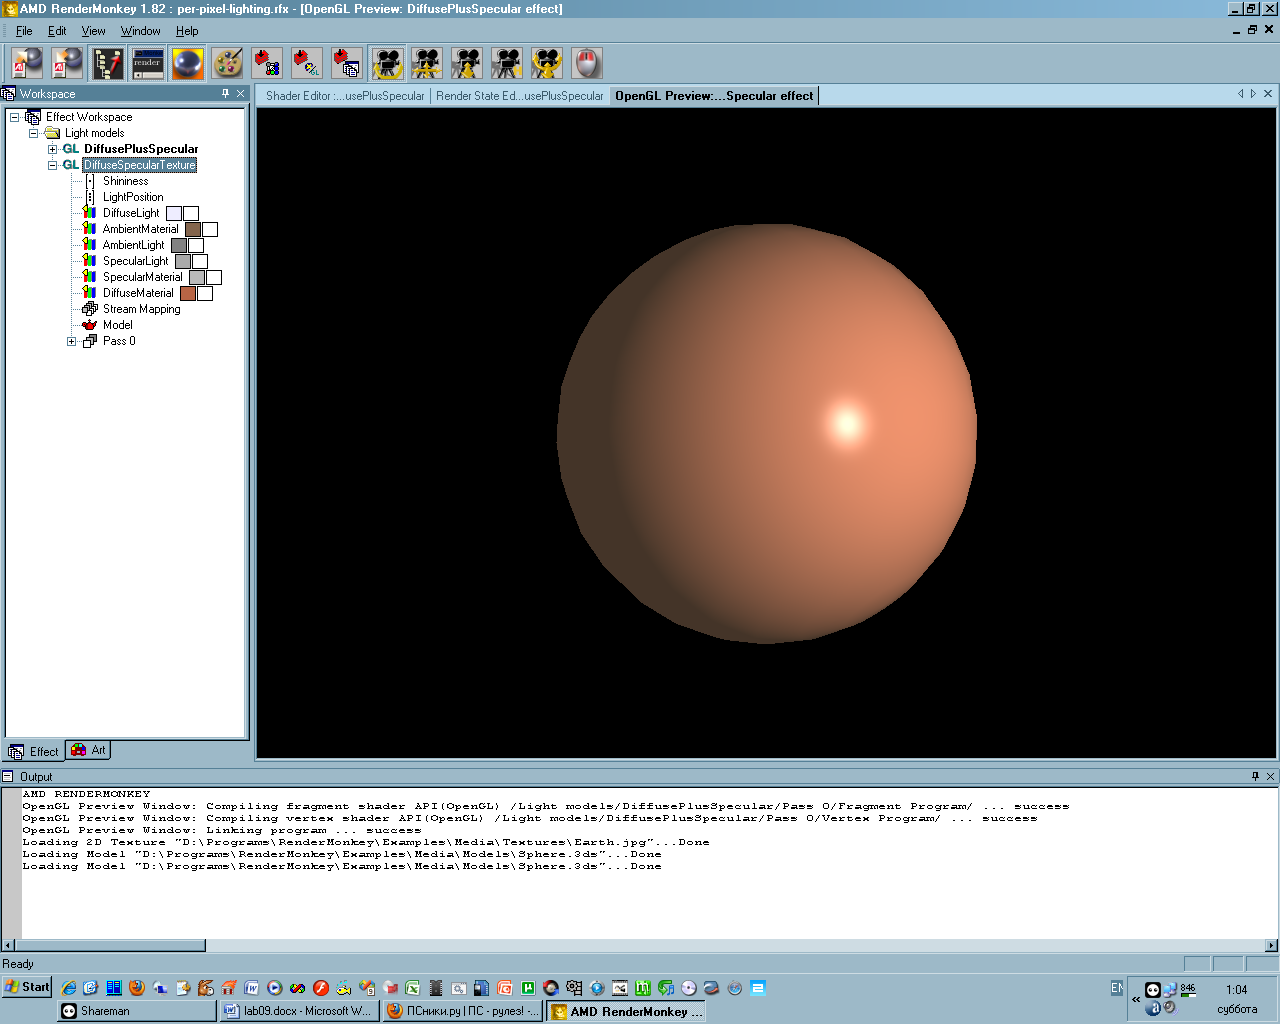 AMD RenderMonkey 1.82 : per-pixel-lighting.rfx - [OpenGL Preview: DiffusePlusSpecular effect]
File Edit View Window Help
render
GL
Workspace
Shader Editor :...usePlusSpecular
Render State Ed...usePlusSpecular
OpenGL Preview:...Specular effect
Effect Workspace
Light models
GL DiffusePlusSpecular
GL DiffuseSpecularTexture
Shininess
LightPosition
DiffuseLight
AmbientMaterial
AmbientLight
SpecularLight
SpecularMaterial
DiffuseMaterial
Stream Mapping
Model
Pass 0
Effect
Art
Output
AMD RENDERMONKEY
OpenGL Preview Window: Compiling fragment shader API(OpenGL) /Light models/DiffusePlusSpecular/Pass 0/Fragment Program/ ... success
OpenGL Preview Window: Compiling vertex shader API(OpenGL) /Light models/DiffusePlusSpecular/Pass 0/Vertex Program/ ... success
OpenGL Preview Window: Linking program ... success
Loading 2D Texture "D:\Programs\RenderMonkey\Examples\Media\Textures\Earth.jpg"...Done
Loading Model "D:\Programs\RenderMonkey\Examples\Media\Models\Sphere.3ds"...Done
Loading Model "D:\Programs\RenderMonkey\Examples\Media\Models\Sphere.3ds"...Done
Ready
Start
EN
846
1:04
суббота
Shareman
lab09.docx - Microsoft W...
ПСники.ру | ПС - рулез! -...
AMD RenderMonkey ...